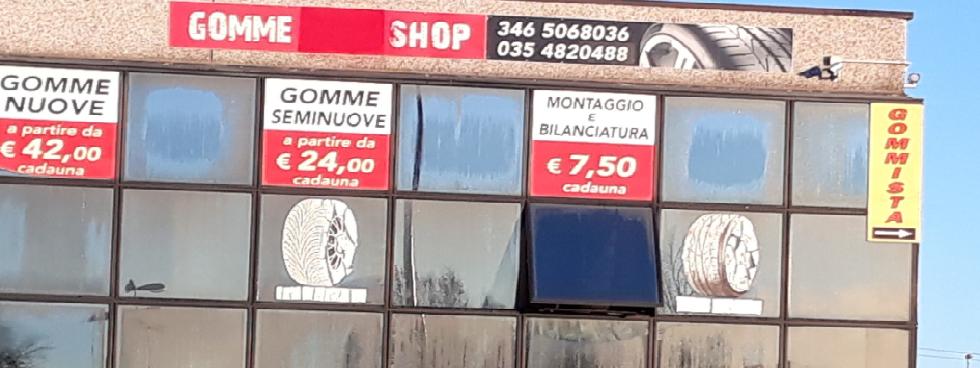 GOMME SHOP
346 5068036
035 4820488
GOMME
NUOVE
a partire da
€ 42,00
cadauna
GOMME
SEMINUOVE
a partire da
€ 24,00
cadauna
MONTAGGIO
E
BILANCIATURA
€ 7,50
cadauna
GOMMISTA